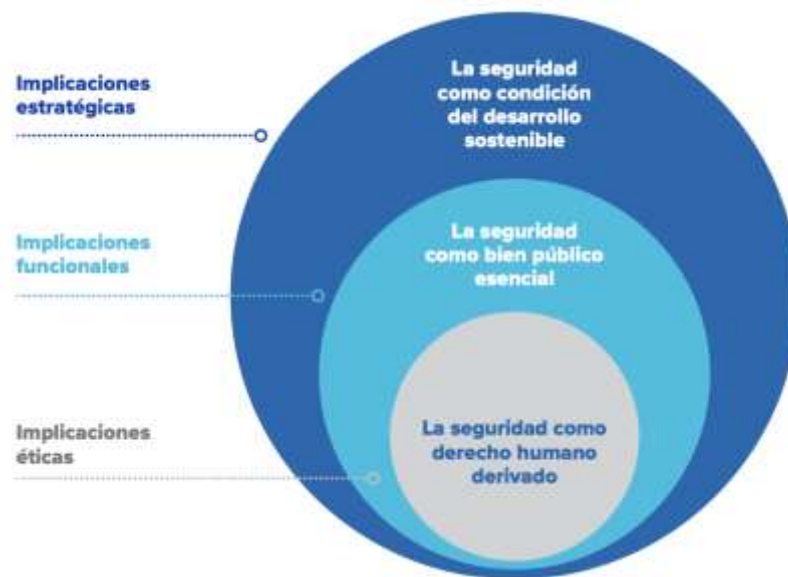 Implicaciones
estratégicas
La seguridad
como condición
del desarrollo
sostenible
Implicaciones
funcionales
La seguridad
como bien público
esencial
Implicaciones
éticas
La seguridad como
derecho humano
derivado